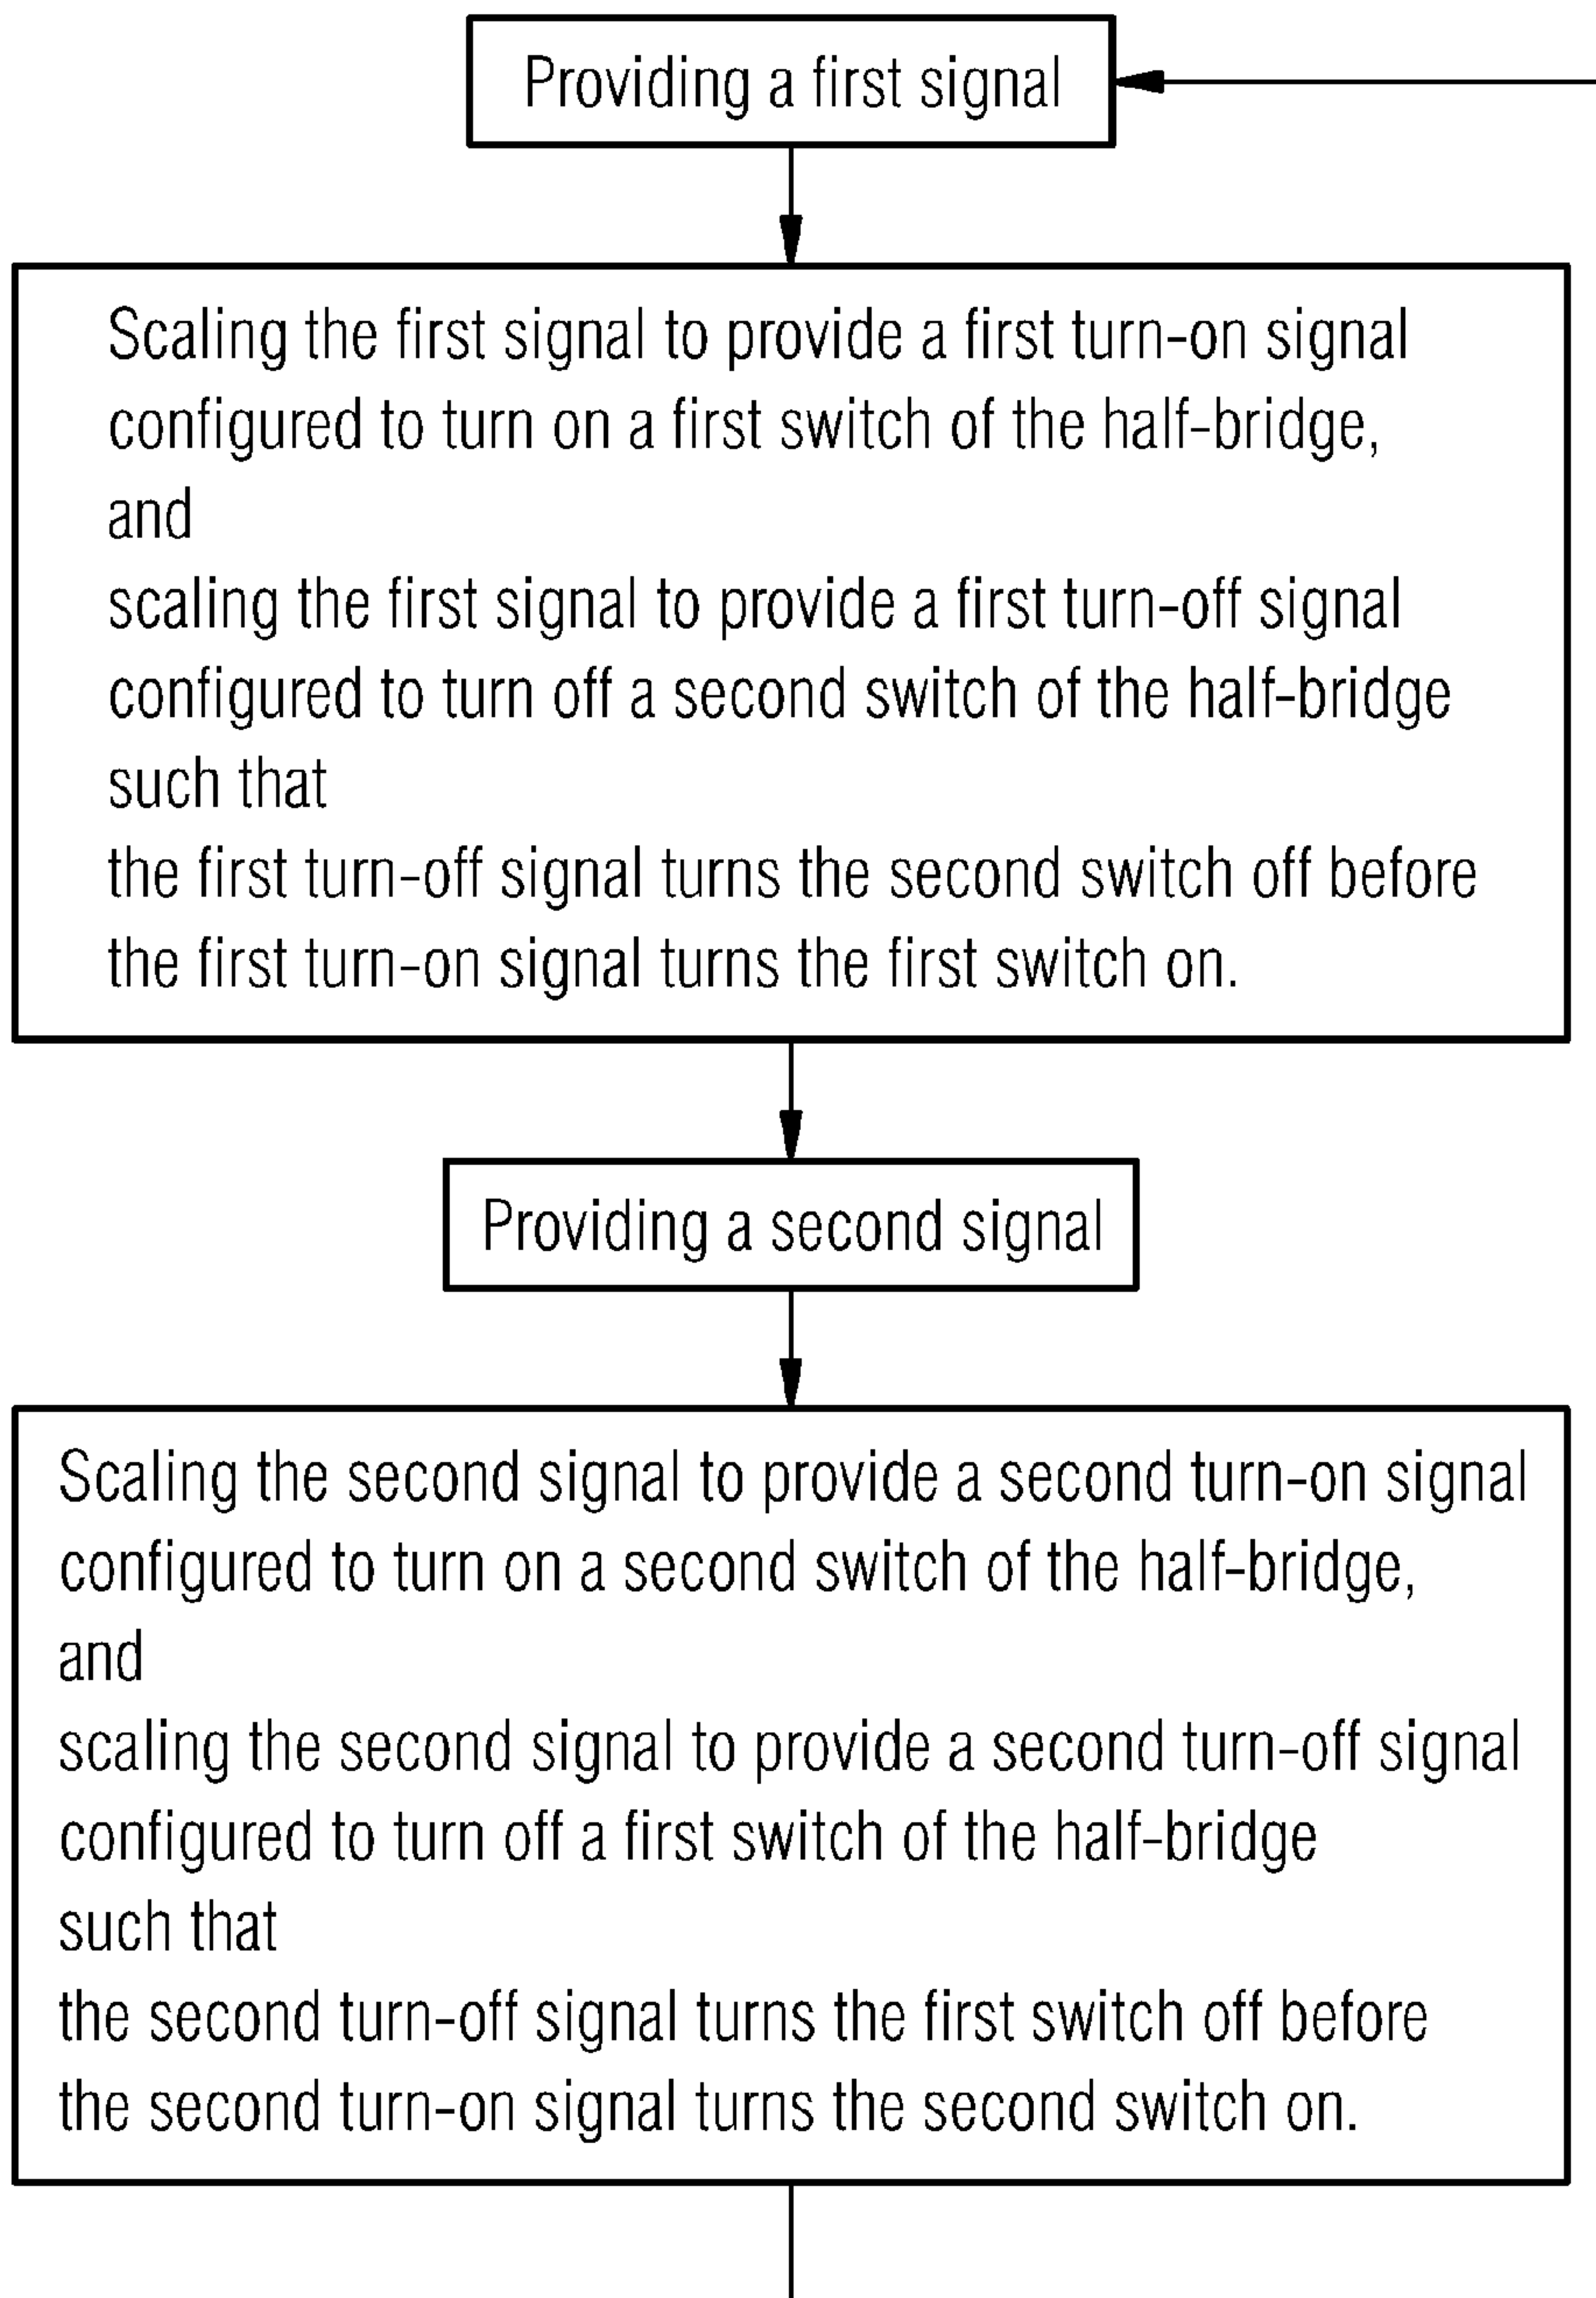 Providing a first signal
Scaling the first signal to provide a first turn-on signal
configured to turn on a first switch of the half-bridge,
and
scaling the first signal to provide a first turn-off signal
configured to turn off a second switch of the half-bridge
such that
the first turn-off signal turns the second switch off before
the first turn-on signal turns the first switch on.
Providing a second signal
Scaling the second signal to provide a second turn-on signal
configured to turn on a second switch of the half-bridge,
and
scaling the second signal to provide a second turn-off signal
configured to turn off a first switch of the half-bridge
such that
the second turn-off signal turns the first switch off before
the second turn-on signal turns the second switch on.